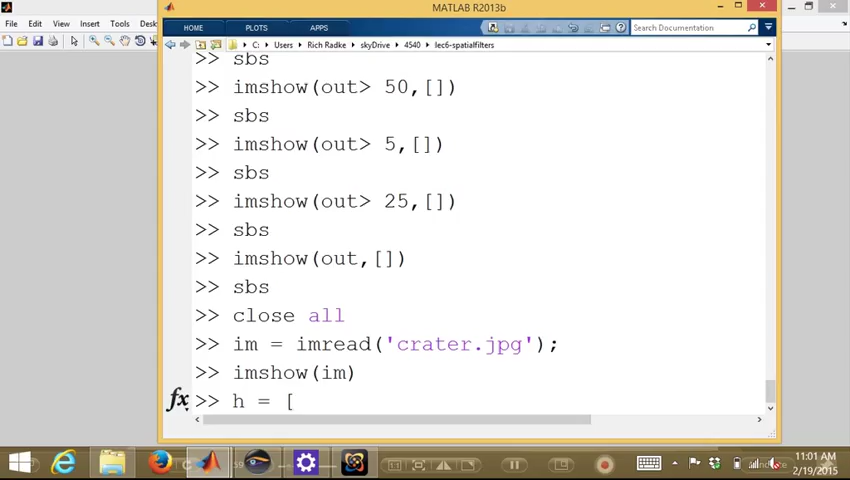 MATLAB R2013b
File Edit View Insert Tools Desk
HOME PLOTS APPS
Search Documentation
C: Users Rich Radke skyDrive 4540 lec6-spatialfilters
>> sbs
>> imshow(out> 50,[])
>> sbs
>> imshow(out> 5,[])
>> sbs
>> imshow(out> 25,[])
>> sbs
>> imshow(out,[])
>> sbs
>> close all
>> im = imread('crater.jpg');
>> imshow(im)
fx >> h = [
11:01 AM
2/19/2015